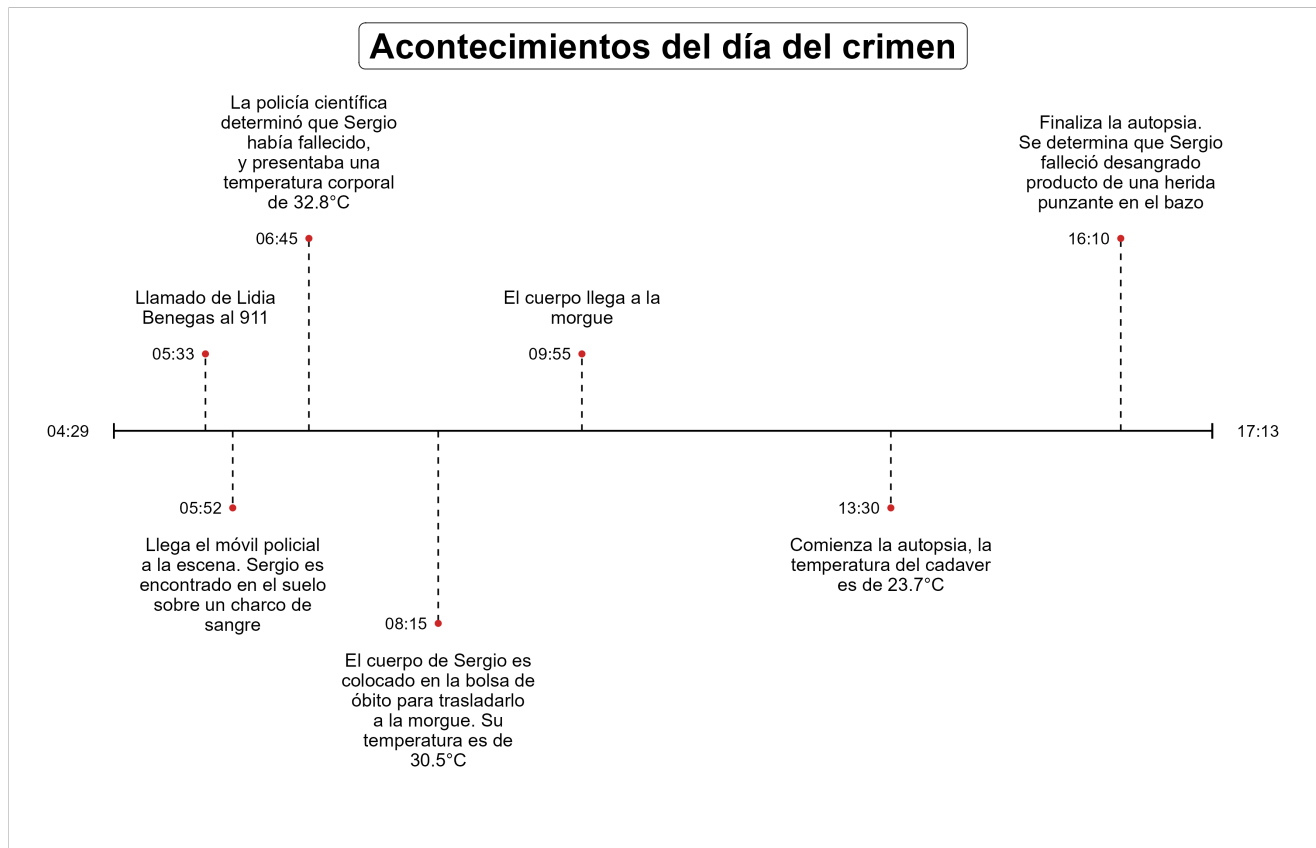 Acontecimientos del día del crimen
La policía científica
determinó que Sergio
había fallecido,
y presentaba una
temperatura corporal
de 32.8°C
06:45
Finaliza la autopsia.
Se determina que Sergio
falleció desangrado
producto de una herida
punzante en el bazo
16:10
Llamado de Lidia
Benegas al 911
05:33
El cuerpo llega a la
morgue
09:55
04:29
17:13
05:52
Llega el móvil policial
a la escena. Sergio es
encontrado en el suelo
sobre un charco de
sangre
13:30
Comienza la autopsia, la
temperatura del cadaver
es de 23.7°C
08:15
El cuerpo de Sergio es
colocado en la bolsa de
óbito para trasladarlo
a la morgue. Su
temperatura es de
30.5°C